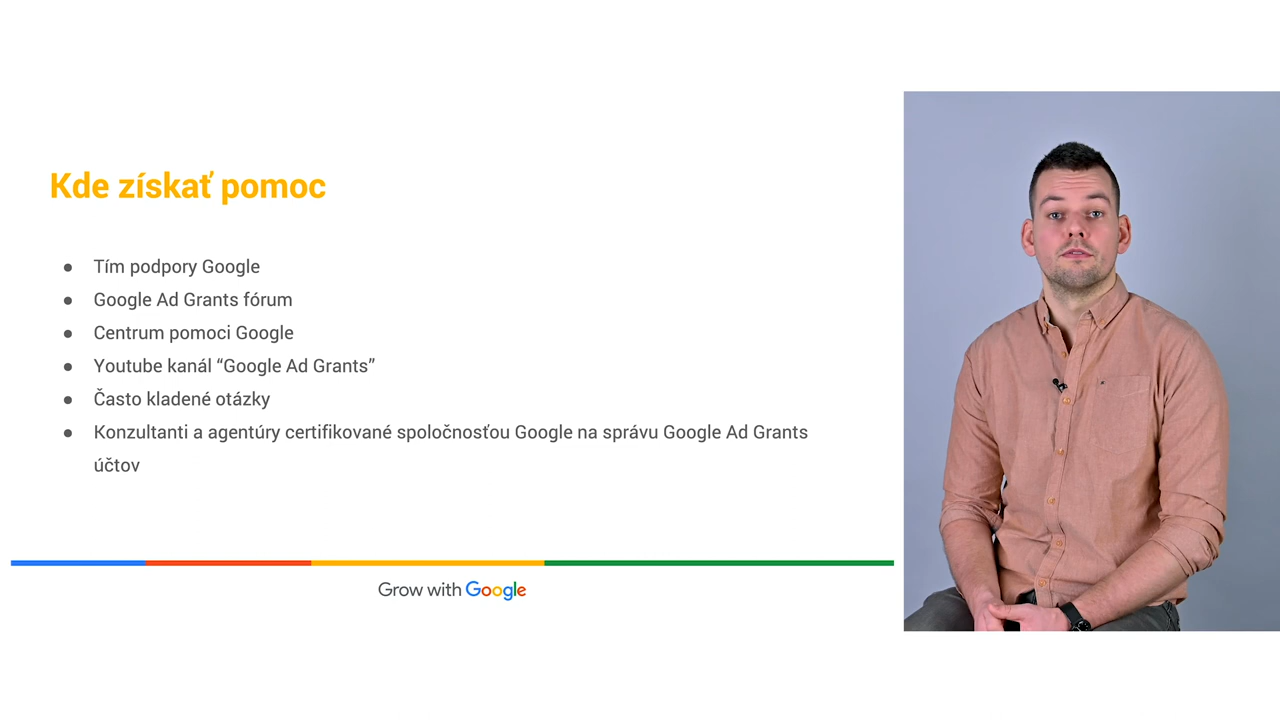 Kde získať pomoc
● Tím podpory Google
● Google Ad Grants fórum
● Centrum pomoci Google
● Youtube kanál “Google Ad Grants”
● Často kladené otázky
● Konzultanti a agentúry certifikované spoločnosťou Google na správu Google Ad Grants
účtov
Grow with Google